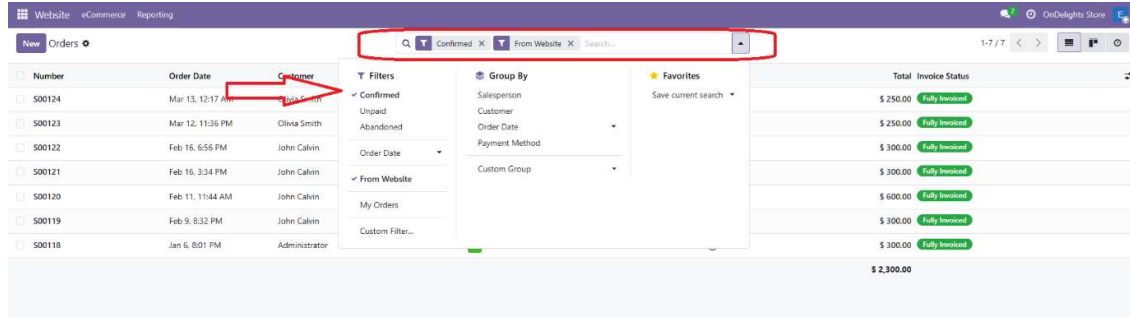 Website eCommerce Reporting 2 OnDelights Store E
New Orders Confirmed × From Website × Search... 1-7 / 7
Number Order Date Customer Filters Group By Favorites Total Invoice Status
Confirmed Salesperson Save current search
S00124 Mar 13, 12:17 AM Olivia Smith $ 250.00 Fully Invoiced
Unpaid Customer
S00123 Mar 12, 11:36 PM Olivia Smith Abandoned Order Date $ 250.00 Fully Invoiced
Payment Method
S00122 Feb 16, 6:56 PM John Calvin $ 300.00 Fully Invoiced
Order Date
Custom Group
S00121 Feb 16, 3:34 PM John Calvin From Website $ 300.00 Fully Invoiced
S00120 Feb 11, 11:44 AM John Calvin $ 600.00 Fully Invoiced
My Orders
S00119 Feb 9, 8:32 PM John Calvin $ 300.00 Fully Invoiced
Custom Filter...
S00118 Jan 6, 8:01 PM Administrator $ 300.00 Fully Invoiced
$ 2,300.00